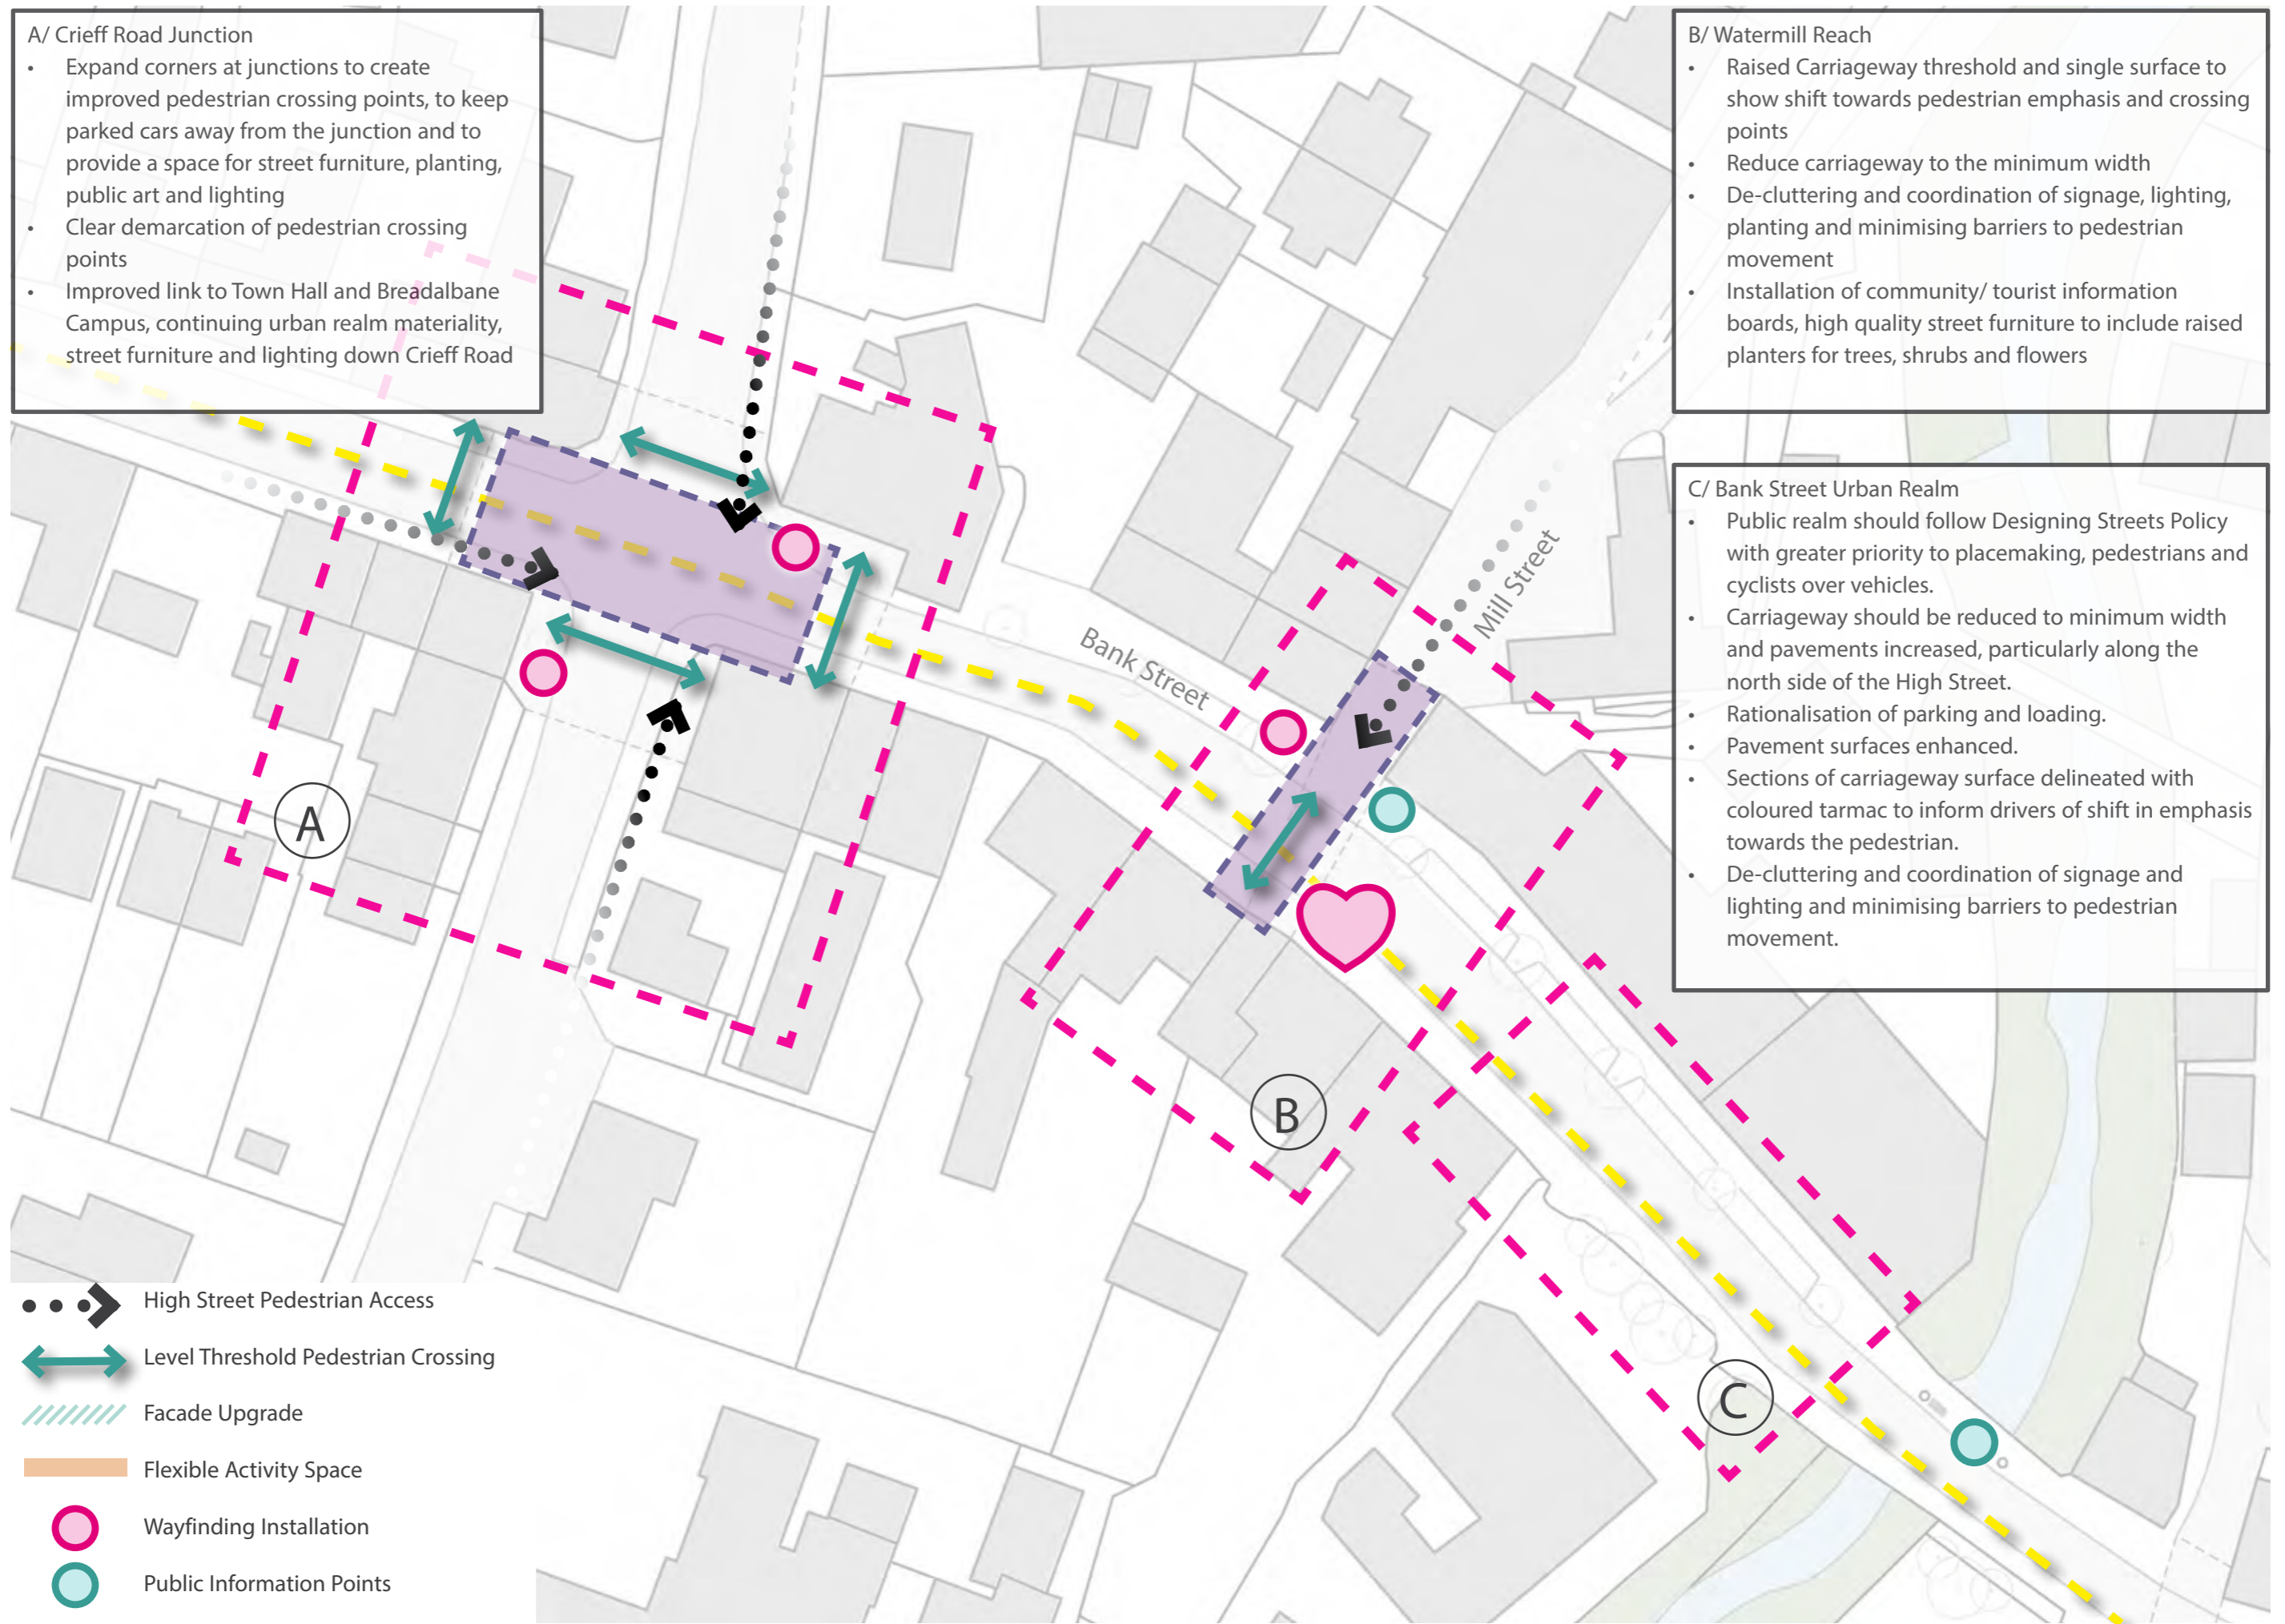 A/ Crieff Road Junction
• Expand corners at junctions to create
improved pedestrian crossing points, to keep
parked cars away from the junction and to
provide a space for street furniture, planting,
public art and lighting
• Clear demarcation of pedestrian crossing
points
• Improved link to Town Hall and Breadalbane
Campus, continuing urban realm materiality,
street furniture and lighting down Crieff Road
B/ Watermill Reach
• Raised Carriageway threshold and single surface to
show shift towards pedestrian emphasis and crossing
points
• Reduce carriageway to the minimum width
• De-cluttering and coordination of signage, lighting,
planting and minimising barriers to pedestrian
movement
• Installation of community/ tourist information
boards, high quality street furniture to include raised
planters for trees, shrubs and flowers
C/ Bank Street Urban Realm
• Public realm should follow Designing Streets Policy
with greater priority to placemaking, pedestrians and
cyclists over vehicles.
• Carriageway should be reduced to minimum width
and pavements increased, particularly along the
north side of the High Street.
• Rationalisation of parking and loading.
• Pavement surfaces enhanced.
• Sections of carriageway surface delineated with
coloured tarmac to inform drivers of shift in emphasis
towards the pedestrian.
• De-cluttering and coordination of signage and
lighting and minimising barriers to pedestrian
movement.
Bank Street
Mill Street
A
B
C
High Street Pedestrian Access
Level Threshold Pedestrian Crossing
Facade Upgrade
Flexible Activity Space
Wayfinding Installation
Public Information Points